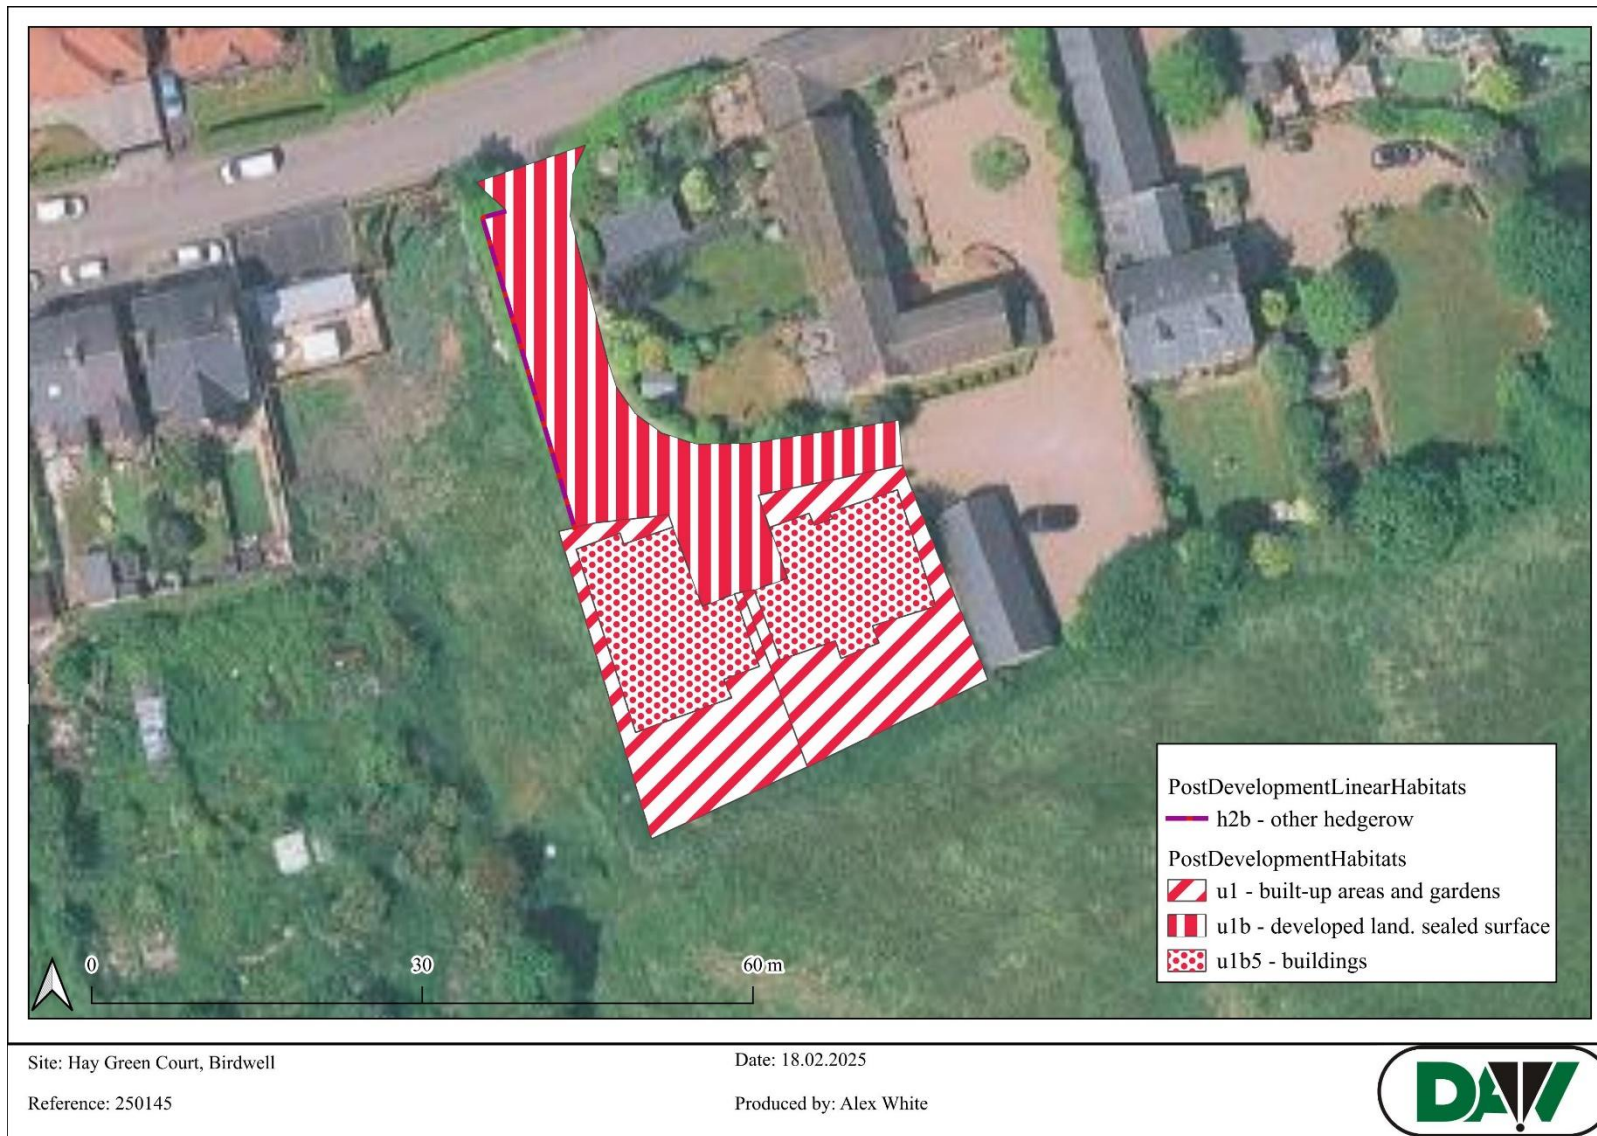 PostDevelopmentLinearHabitats
h2b - other hedgerow
PostDevelopmentHabitats
u1 - built-up areas and gardens
u1b - developed land. sealed surface
u1b5 - buildings
0 30 60 m
Site: Hay Green Court, Birdwell
Date: 18.02.2025
Reference: 250145
Produced by: Alex White
DAW